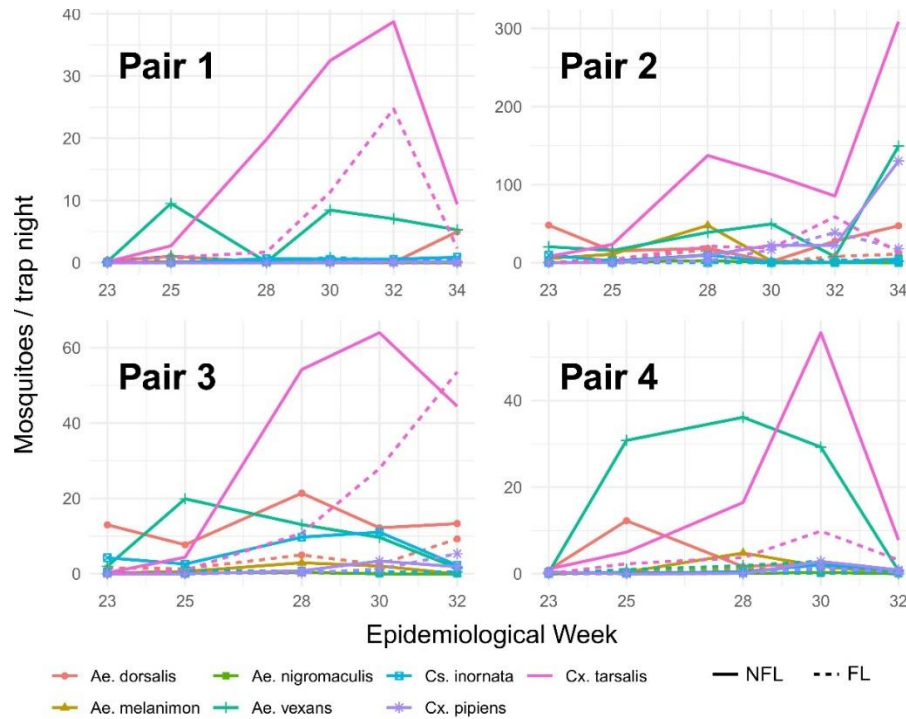 Mosquitoes / trap night
40
30
20
10
0
Pair 1
23 25 28 30 32 34
300
200
100
0
Pair 2
23 25 28 30 32 34
60
40
20
0
Pair 3
23 25 28 30 32
40
20
0
Pair 4
23 25 28 30 32
Epidemiological Week
Ae. dorsalis Ae. nigromaculis Cs. inornata Cx. tarsalis NFL FL
Ae. melanimon Ae. vexans Cx. pipiens